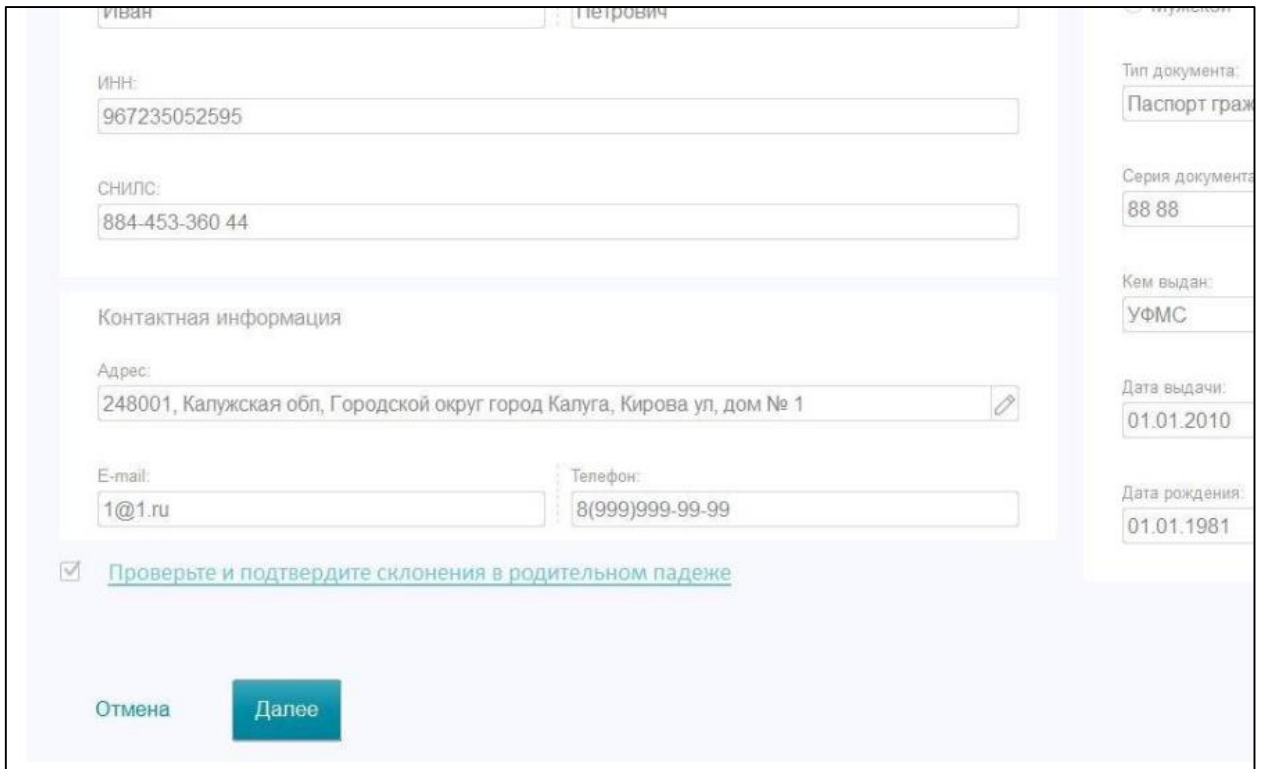 Иван
Петрович
ИНН:
967235052595
СНИЛС:
884-453-360 44
Контактная информация
Адрес:
248001, Калужская обл, Городской округ город Калуга, Кирова ул, дом № 1
E-mail:
1@1.ru
Телефон:
8(999)999-99-99
Проверьте и подтвердите склонения в родительном падеже
Отмена
Далее
Мужской
Тип документа:
Паспорт граж
Серия документа
88 88
Кем выдан:
УФМС
Дата выдачи:
01.01.2010
Дата рождения:
01.01.1981